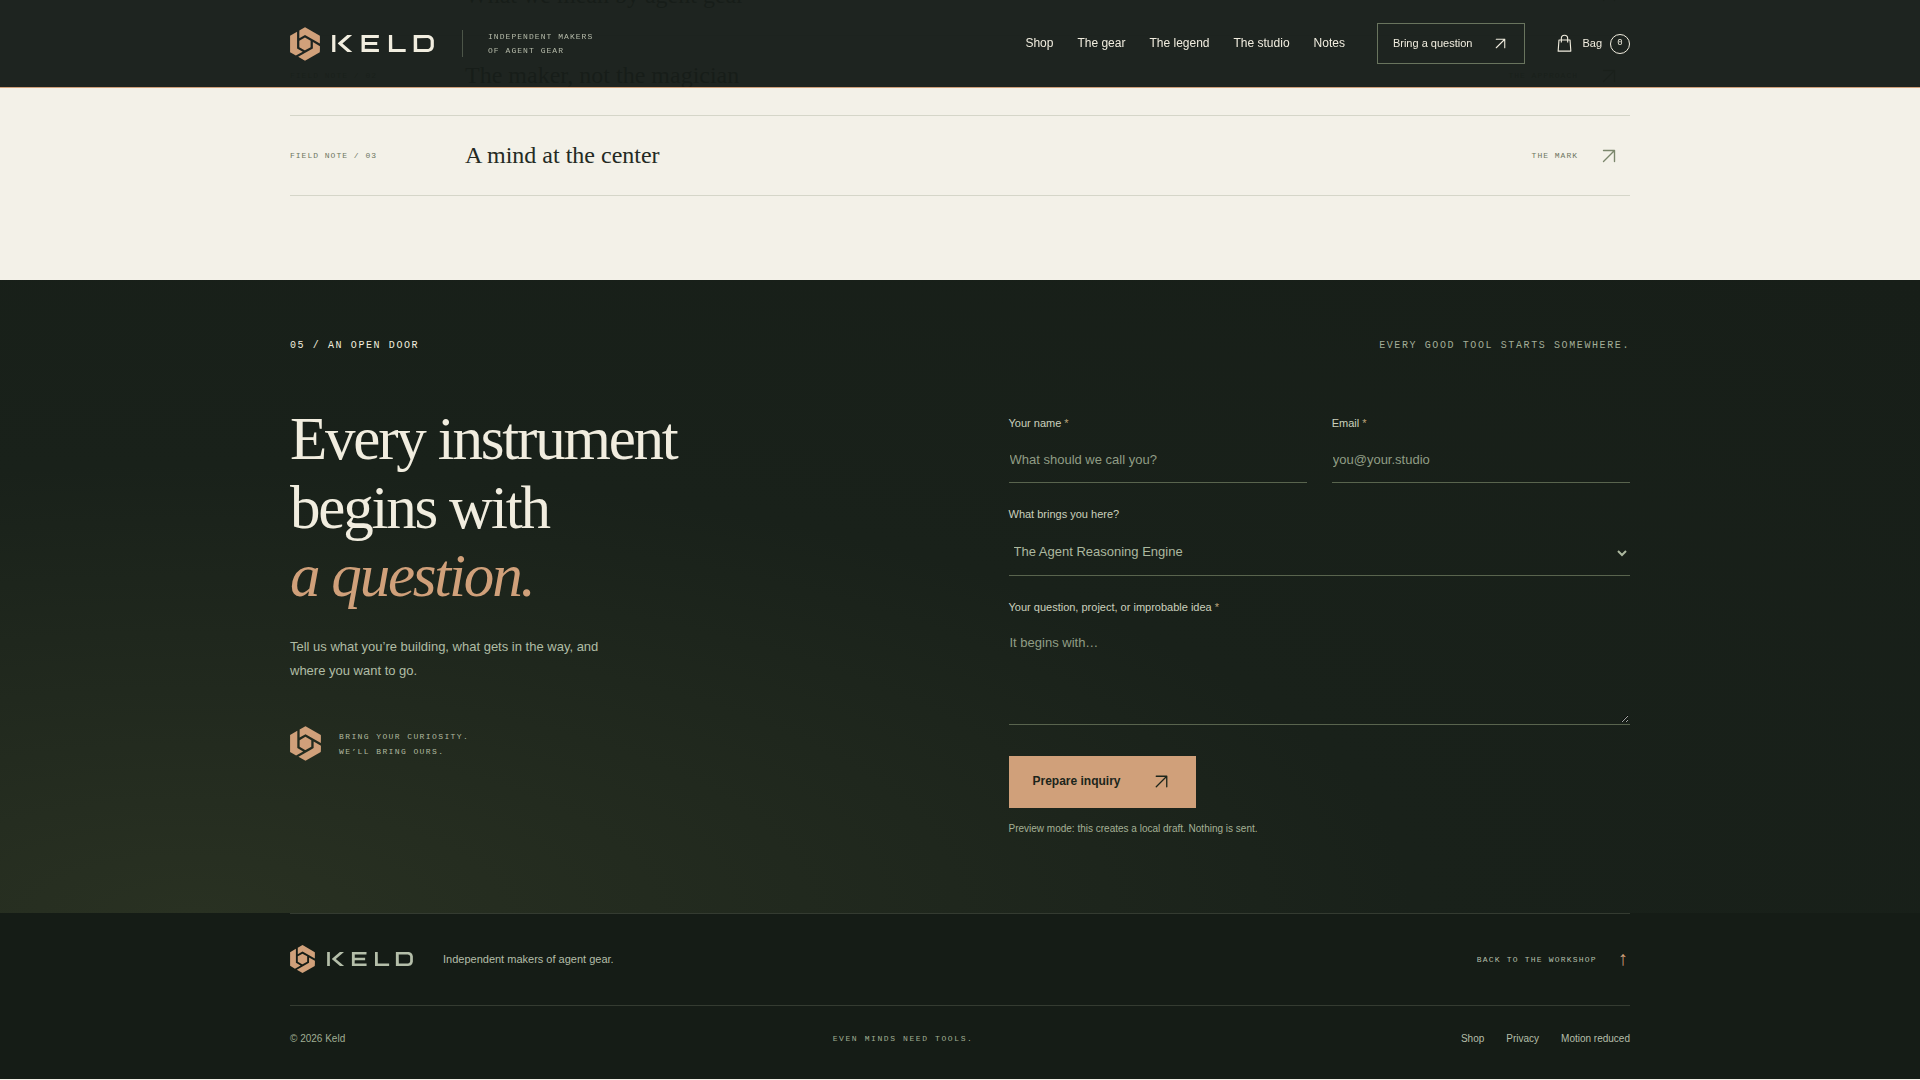 KELD
INDEPENDENT MAKERS
OF AGENT GEAR
Shop
The gear
The legend
The studio
Notes
Bring a question
Bag
0
The maker, not the magician
FIELD NOTE / 03
A mind at the center
THE MARK
05 / AN OPEN DOOR
EVERY GOOD TOOL STARTS SOMEWHERE.
Every instrument
begins with
a question.
Tell us what you’re building, what gets in the way, and
where you want to go.
BRING YOUR CURIOSITY.
WE’LL BRING OURS.
Your name *
Email *
What should we call you?
you@your.studio
What brings you here?
The Agent Reasoning Engine
Your question, project, or improbable idea *
It begins with…
Prepare inquiry
Preview mode: this creates a local draft. Nothing is sent.
KELD
Independent makers of agent gear.
BACK TO THE WORKSHOP ↑
© 2026 Keld
EVEN MINDS NEED TOOLS.
Shop
Privacy
Motion reduced